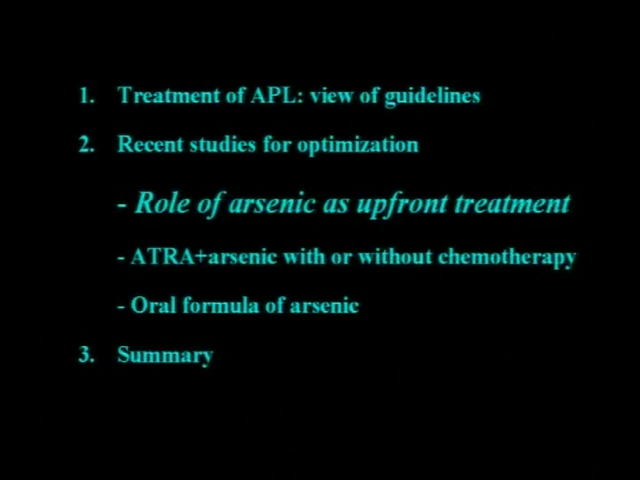 1. Treatment of APL: view of guidelines
2. Recent studies for optimization
- Role of arsenic as upfront treatment
- ATRA+arsenic with or without chemotherapy
- Oral formula of arsenic
3. Summary